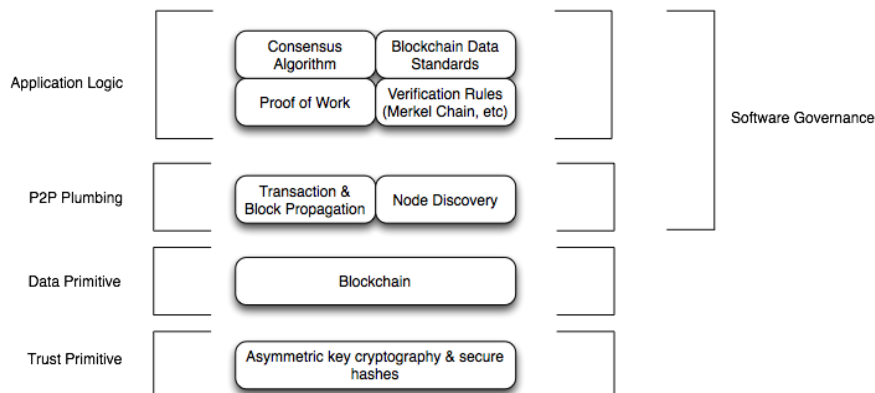 Consensus
Algorithm
Blockchain Data
Standards
Application Logic
Proof of Work
Verification Rules
(Merkel Chain, etc)
Software Governance
P2P Plumbing
Transaction &
Block Propagation
Node Discovery
Data Primitive
Blockchain
Trust Primitive
Asymmetric key cryptography & secure
hashes